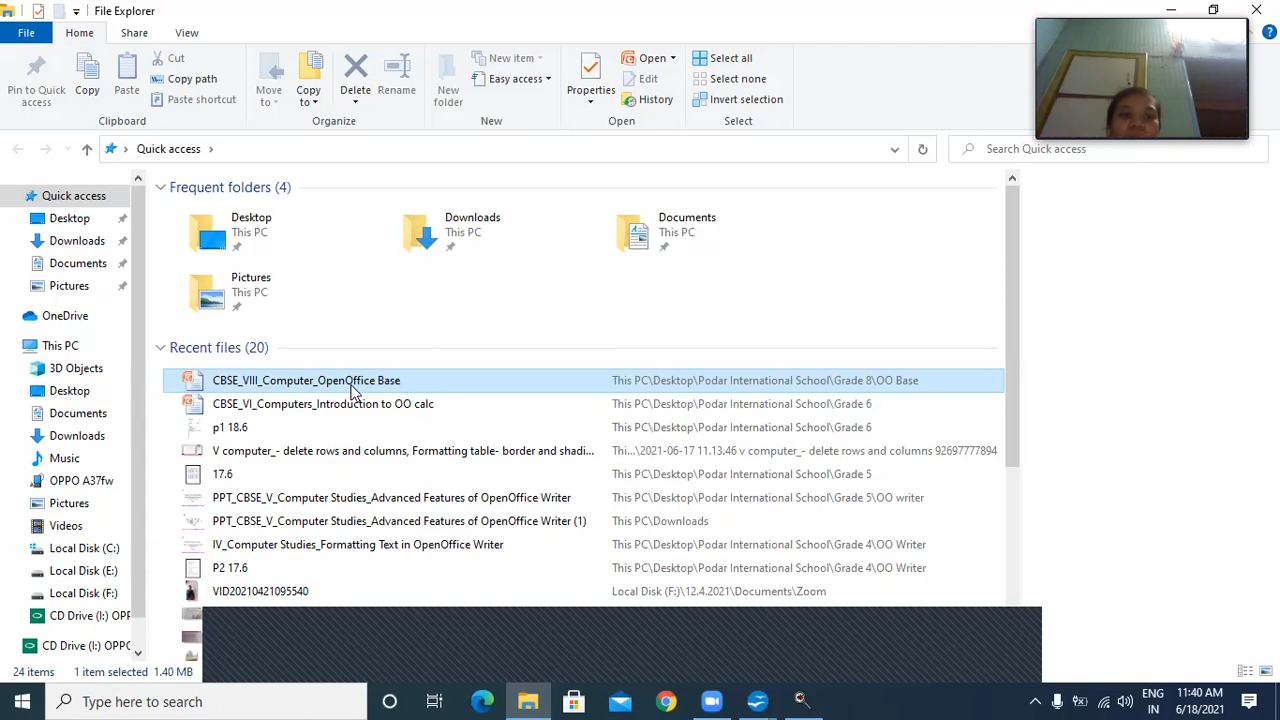 File Explorer
File Home Share View
Pin to Quick access
Copy
Paste
Cut
Copy path
Paste shortcut
Clipboard
Move to
Copy to
Delete
Rename
Organize
New folder
New item
Easy access
New
Properties
Open
Edit
History
Open
Select all
Select none
Invert selection
Select
Quick access
Search Quick access
Quick access
Desktop
Downloads
Documents
Pictures
OneDrive
This PC
3D Objects
Desktop
Documents
Downloads
Music
OPPO A37fw
Pictures
Videos
Local Disk (C:)
Local Disk (E:)
Local Disk (F:)
CD Drive (I:) OPPO
CD Drive (I:) OPPO
Frequent folders (4)
Desktop
This PC
Downloads
This PC
Documents
This PC
Pictures
This PC
Recent files (20)
CBSE_VIII_Computer_OpenOffice Base This PC\Desktop\Podar International School\Grade 8\OO Base
CBSE_VI_Computers_Introduction to OO calc This PC\Desktop\Podar International School\Grade 6
p1 18.6 This PC\Desktop\Podar International School\Grade 6
V computer_- delete rows and columns, Formatting table- border and shadi... Thi...\2021-06-17 11.13.46 v computer_- delete rows and columns 92697777894
17.6 This PC\Desktop\Podar International School\Grade 5
PPT_CBSE_V_Computer Studies_Advanced Features of OpenOffice Writer This PC\Desktop\Podar International School\Grade 5\OO writer
PPT_CBSE_V_Computer Studies_Advanced Features of OpenOffice Writer (1) This PC\Downloads
IV_Computer Studies_Formatting Text in OpenOffice Writer This PC\Desktop\Podar International School\Grade 4\OO Writer
P2 17.6 This PC\Desktop\Podar International School\Grade 4\OO Writer
VID20210421095540 Local Disk (F:)\12.4.2021\Documents\Zoom
24 items 1 item selected 1.40 MB
Type here to search
ENG
IN
11:40 AM
6/18/2021